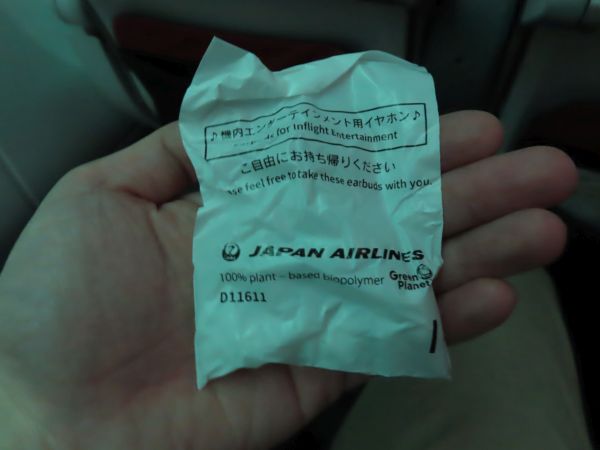 ♪機内エンターテインメント用イヤホン♪
for Inflight Entertainment
ご自由にお持ち帰りください
feel free to take these earbuds with you.
JAPAN AIRLINES
100% plant - based biopolymer
Green Planet
D11611